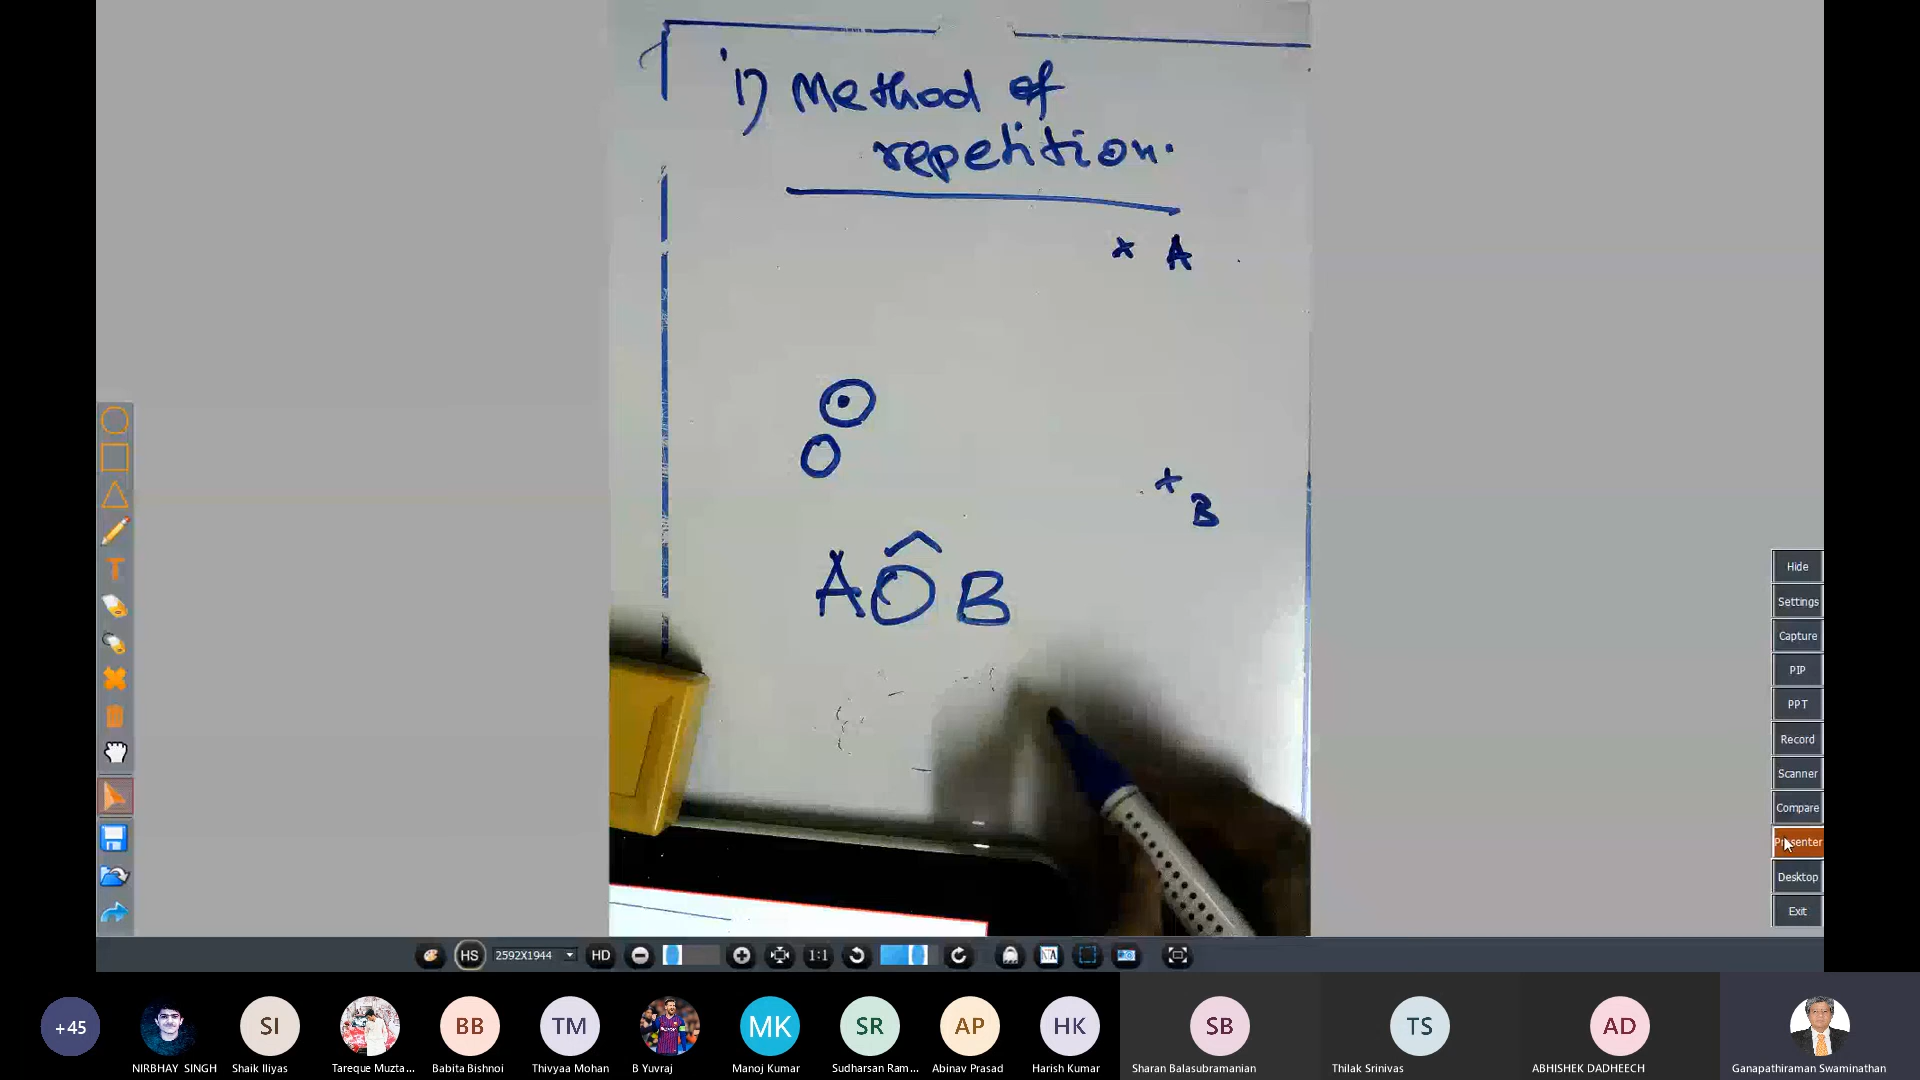 1) Method of
repetition.
A
O
B
AÔB
Hide
Settings
Capture
PIP
PPT
Record
Scanner
Compare
Presenter
Desktop
Exit
HS
2592X1944
HD
1:1
+45
SI
BB
TM
MK
SR
AP
HK
SB
TS
AD
NIRBHAY SINGH
Shaik Iliyas
Tareque Muzta...
Babita Bishnoi
Thivyaa Mohan
B Yuvraj
Manoj Kumar
Sudharsan Ram...
Abinav Prasad
Harish Kumar
Sharan Balasubramanian
Thilak Srinivas
ABHISHEK DADHEECH
Ganapathiraman Swaminathan